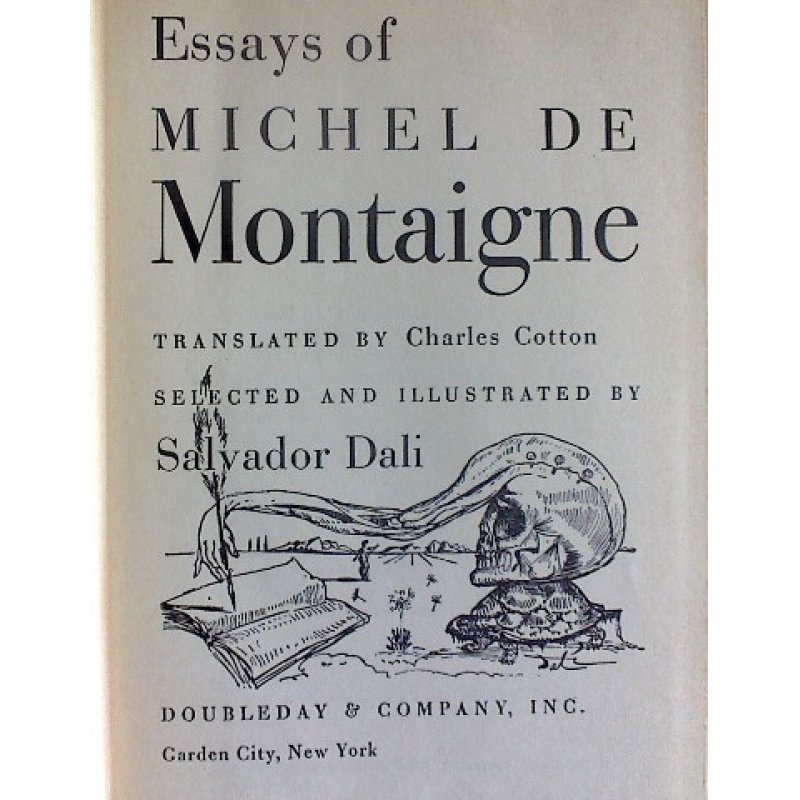 Essays of
MICHEL DE
Montaigne
TRANSLATED BY Charles Cotton
SELECTED AND ILLUSTRATED BY
Salvador Dali
Dali
DOUBLEDAY & COMPANY, INC.
Garden City, New York